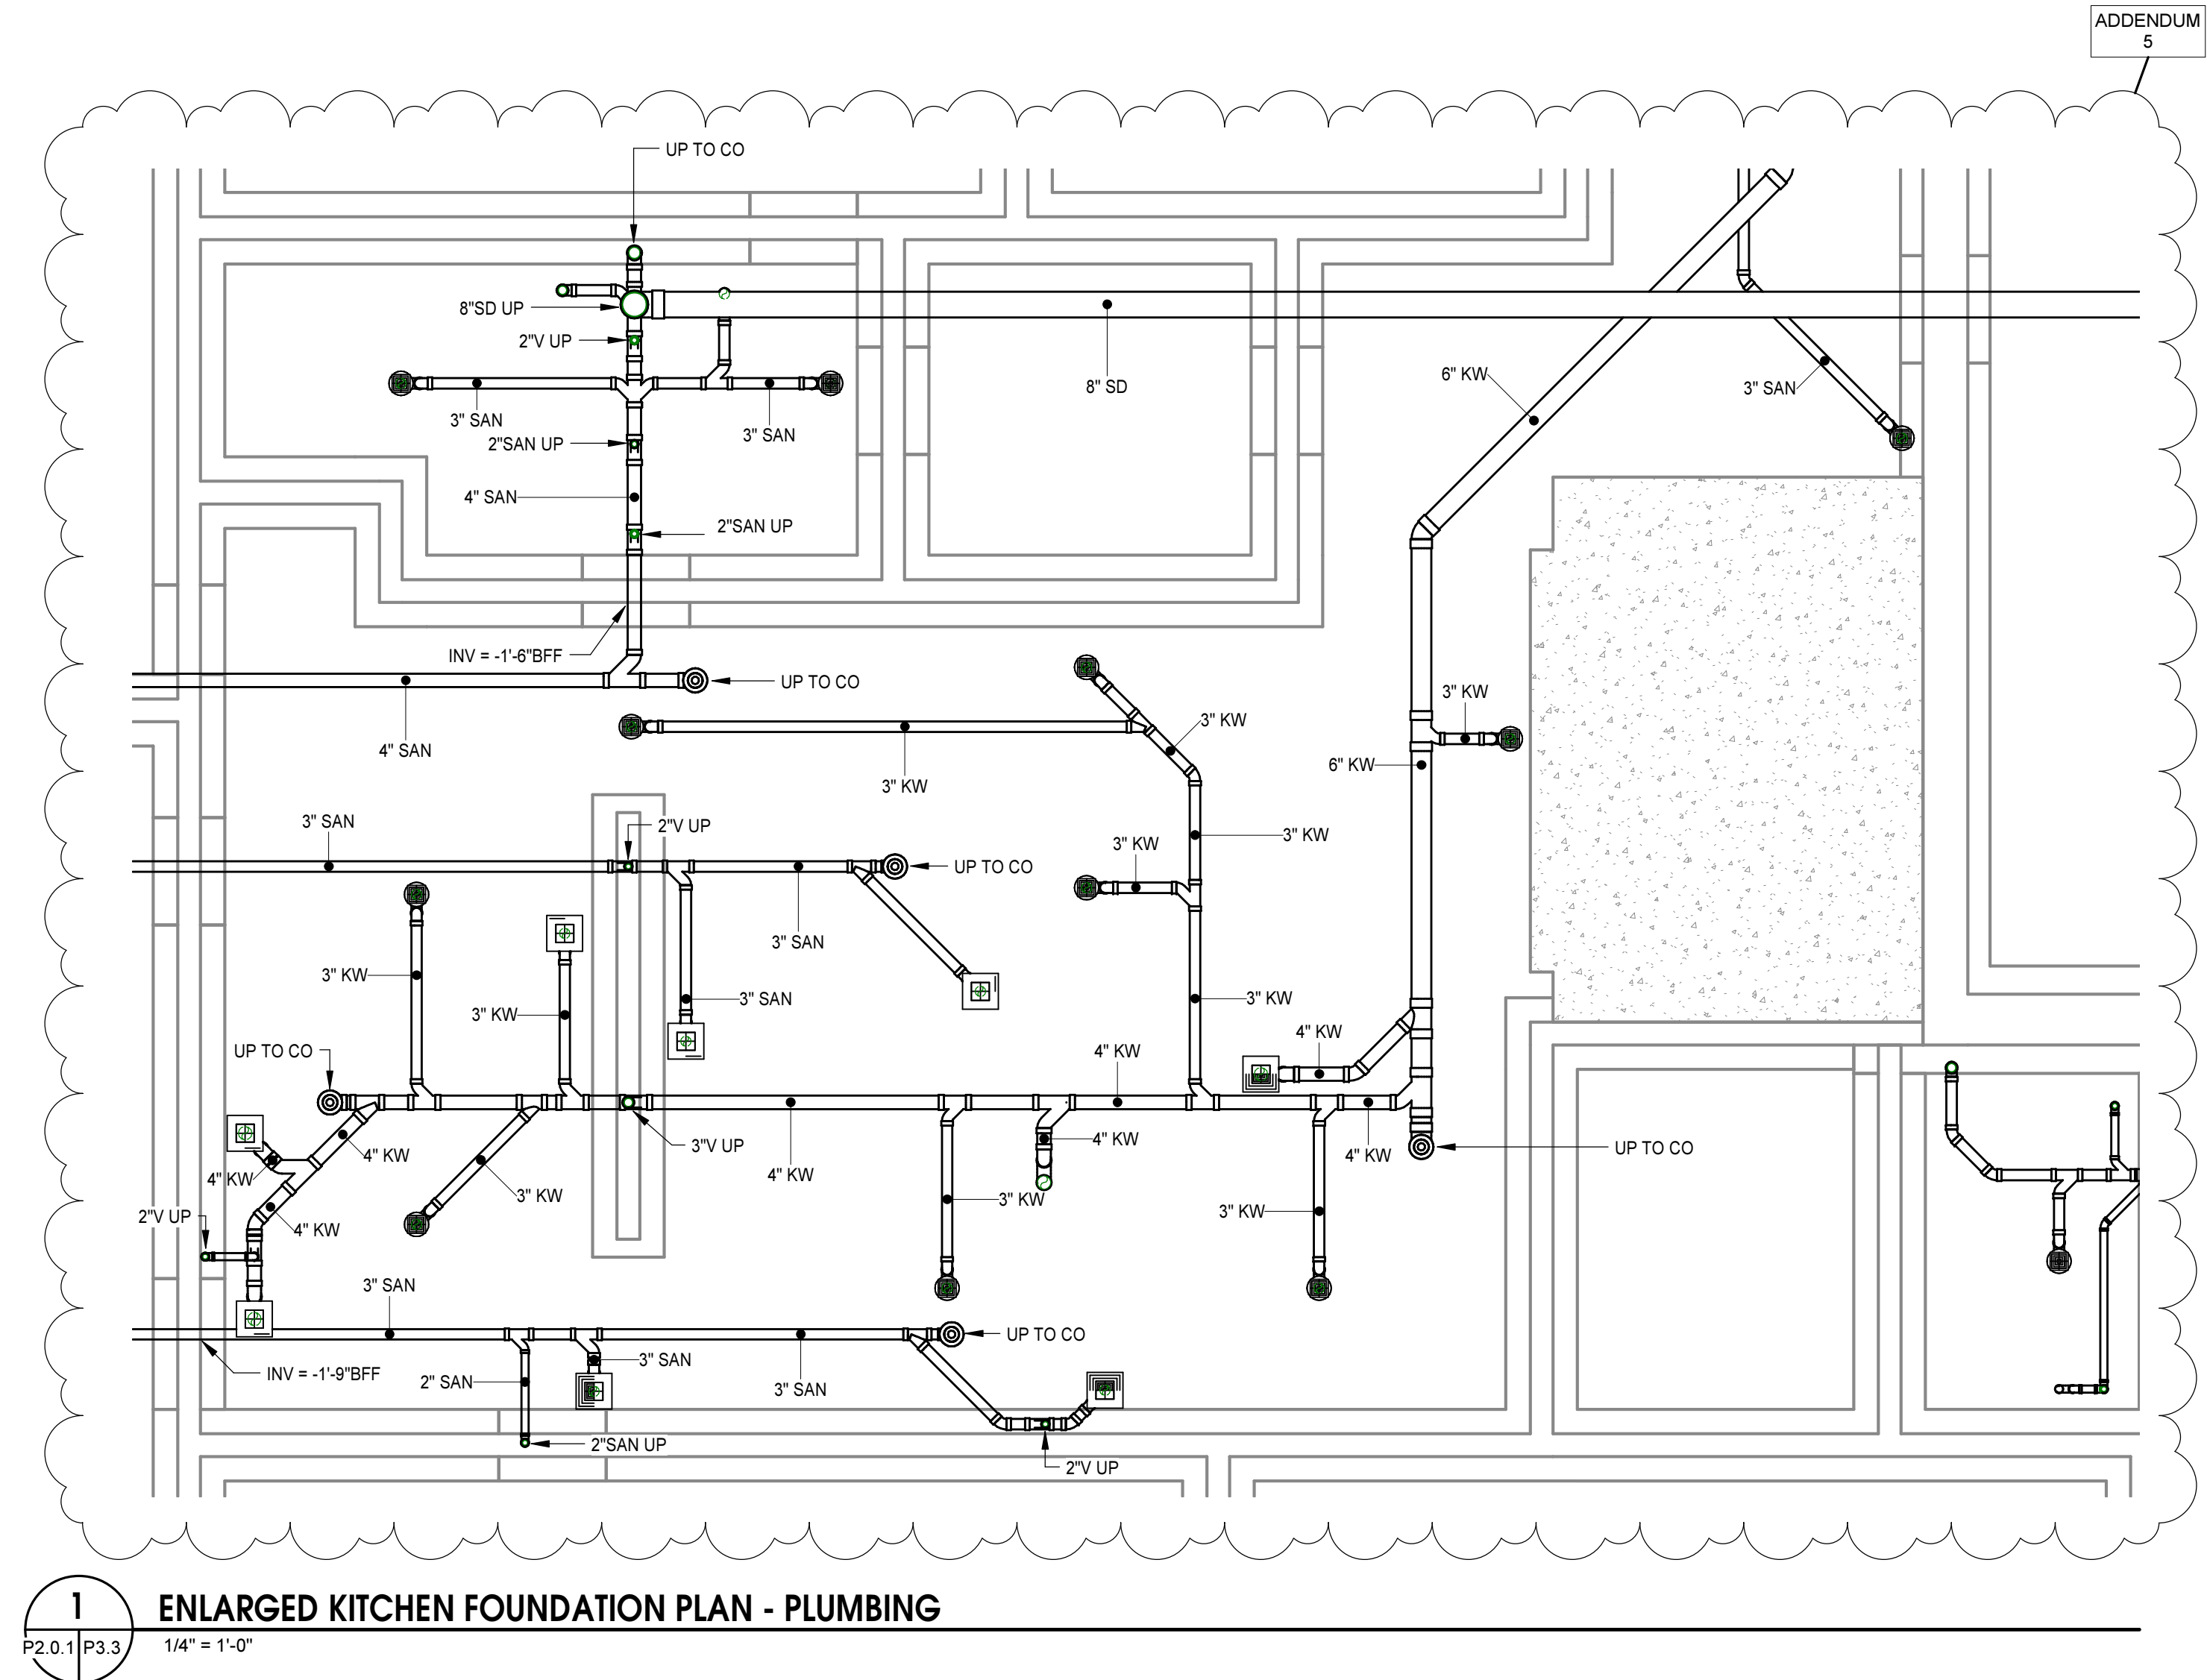 ADDENDUM
5
UP TO CO
8"SD UP
2"V UP
8" SD
6" KW
3" SAN
3" SAN
3" SAN
2"SAN UP
4" SAN
2"SAN UP
INV = -1'-6"BFF
UP TO CO
4" SAN
3" KW
3" KW
3" KW
6" KW
3" SAN
2"V UP
3" KW
3" KW
UP TO CO
3" SAN
3" KW
3" KW
3" SAN
3" KW
4" KW
UP TO CO
4" KW
3"V UP
4" KW
UP TO CO
4" KW
4" KW
4" KW
4" KW
3" KW
3" KW
3" KW
2"V UP
4" KW
3" SAN
UP TO CO
3" SAN
INV = -1'-9"BFF
2" SAN
3" SAN
2"SAN UP
2"V UP
1
P2.0.1
P3.3
ENLARGED KITCHEN FOUNDATION PLAN - PLUMBING
1/4" = 1'-0"